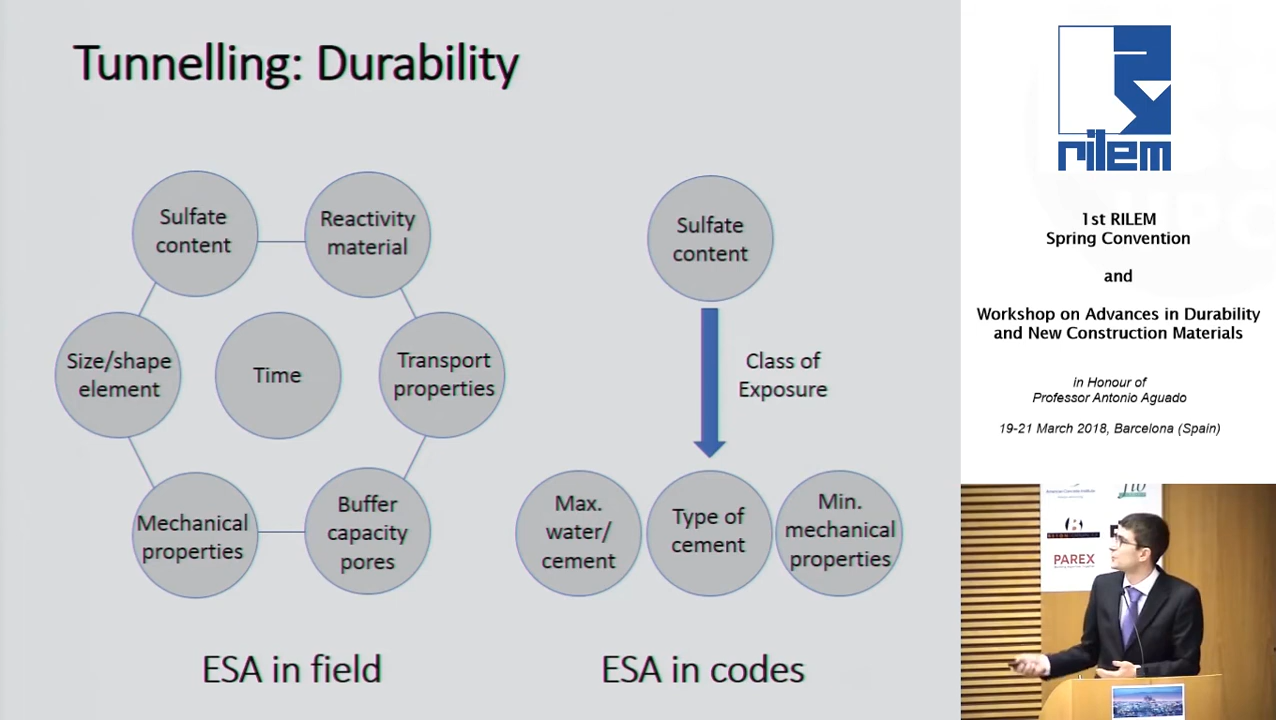 Tunnelling: Durability
Sulfate
content
Reactivity
material
Size/shape
element
Time
Transport
properties
Mechanical
properties
Buffer
capacity
pores
ESA in field
Sulfate
content
Class of
Exposure
Max.
water/
cement
Type of
cement
Min.
mechanical
properties
ESA in codes
rilem
1st RILEM
Spring Convention
and
Workshop on Advances in Durability
and New Construction Materials
in Honour of
Professor Antonio Aguado
19-21 March 2018, Barcelona (Spain)
American Concrete Institute
PAREX